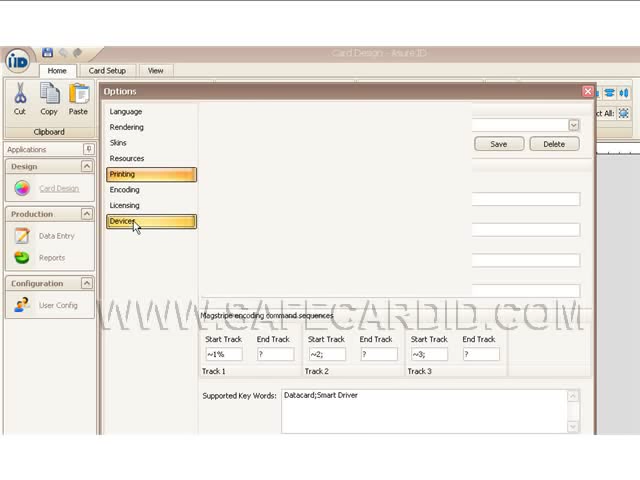 Card Design - Asure ID
Home Card Setup View
Options
Cut Copy Paste
ct All:
Clipboard
Language
Rendering
Skins
Resources
Printing
Encoding
Licensing
Devices
Save Delete
Applications
Design
Card Design
Production
Data Entry
Reports
Configuration
User Config
WWW.SAFECARDID.COM
Magstripe encoding command sequences
Start Track End Track Start Track End Track Start Track End Track
~1% ? ~2; ? ~3; ?
Track 1 Track 2 Track 3
Supported Key Words: Datacard;Smart Driver